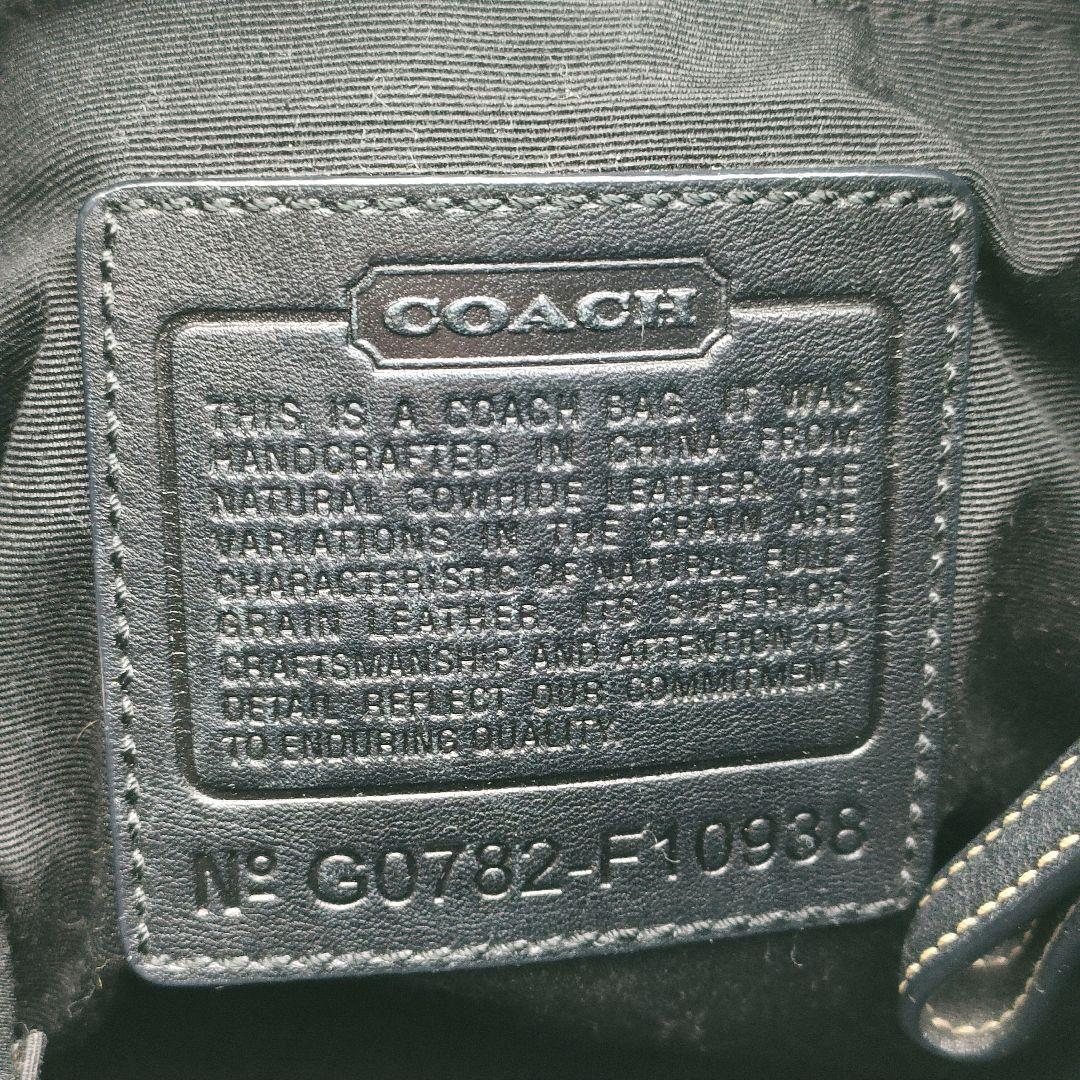 COACH
THIS IS A COACH BAG. IT WAS
HANDCRAFTED IN CHINA FROM
NATURAL COWHIDE LEATHER. THE
VARIATIONS IN THE GRAIN ARE
CHARACTERISTIC OF NATURAL FULL-
GRAIN LEATHER. ITS SUPERIOR
CRAFTSMANSHIP AND ATTENTION TO
DETAIL REFLECT OUR COMMITMENT
TO ENDURING QUALITY.
Nº G0782-F10938